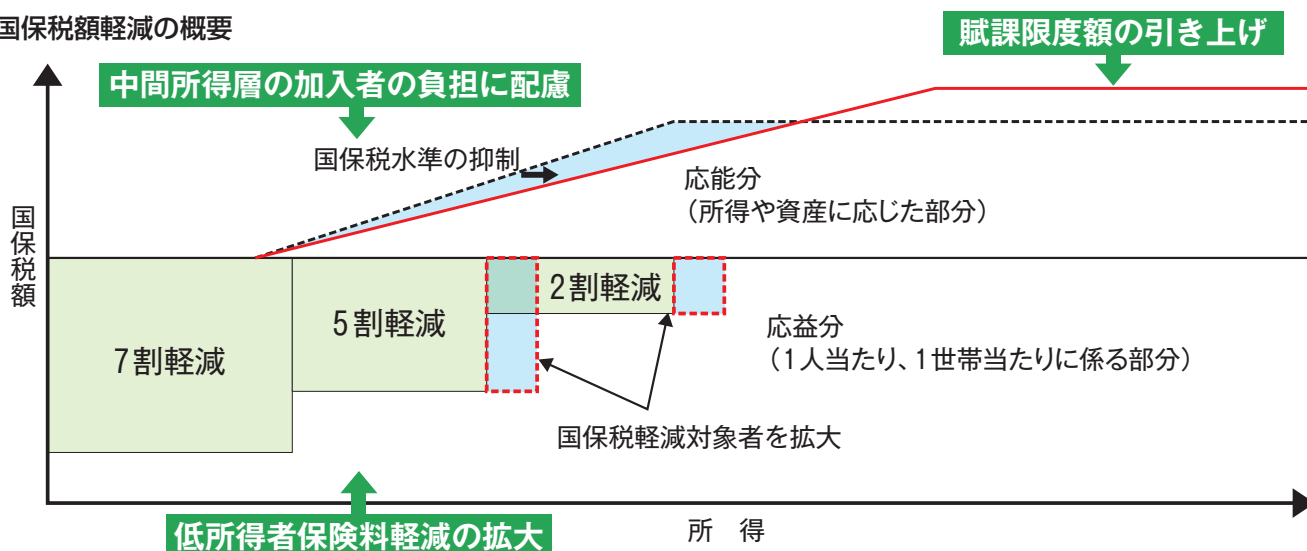 国保税額軽減の概要
賦課限度額の引き上げ
中間所得層の加入者の負担に配慮
国保税水準の抑制
応能分
（所得や資産に応じた部分）
国保税額
7割軽減
5割軽減
2割軽減
応益分
（1人当たり、1世帯当たりに係る部分）
国保税軽減対象者を拡大
低所得者保険料軽減の拡大
所　得